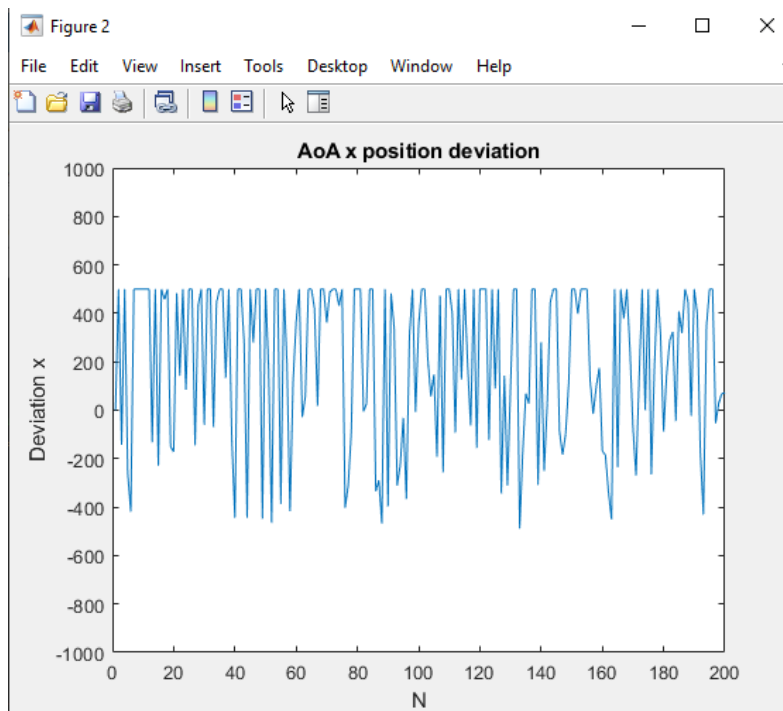 Figure 2
File Edit View Insert Tools Desktop Window Help
AoA x position deviation
1000
800
600
400
200
0
-200
-400
-600
-800
-1000
Deviation x
0 20 40 60 80 100 120 140 160 180 200
N